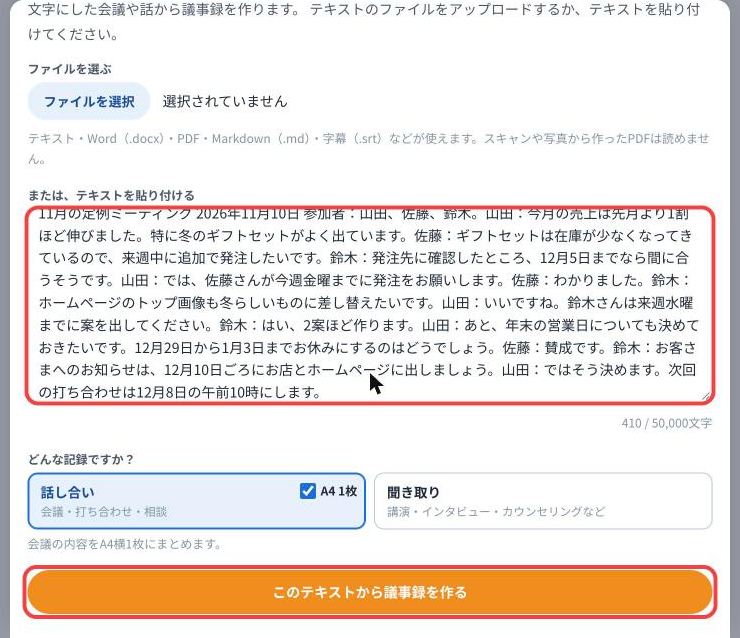 文字にした会議や話から議事録を作ります。 テキストのファイルをアップロードするか、テキストを貼り付
けてください。
ファイルを選ぶ
ファイルを選択 選択されていません
テキスト・Word（.docx）・PDF・Markdown（.md）・字幕（.srt）などが使えます。スキャンや写真から作ったPDFは読めませ
ん。
または、テキストを貼り付ける
11月の定例ミーティング 2026年11月10日 参加者：山田、佐藤、鈴木。山田：今月の売上は先月より1割
ほど伸びました。特に冬のギフトセットがよく出ています。佐藤：ギフトセットは在庫が少なくなってき
ているので、来週中に追加で発注したいです。鈴木：発注先に確認したところ、12月5日までなら間に合
うそうです。山田：では、佐藤さんが今週金曜までに発注をお願いします。佐藤：わかりました。鈴木：
ホームページのトップ画像も冬らしいものに差し替えたいです。山田：いいですね。鈴木さんは来週水曜
までに案を出してください。鈴木：はい、2案ほど作ります。山田：あと、年末の営業日についても決めて
おきたいです。12月29日から1月3日までお休みにするのはどうでしょう。佐藤：賛成です。鈴木：お客さ
まへのお知らせは、12月10日ごろにお店とホームページに出しましょう。山田：ではそう決めます。次回
の打ち合わせは12月8日の午前10時にします。
410 / 50,000文字
どんな記録ですか？
話し合い A4 1枚
会議・打ち合わせ・相談
聞き取り
講演・インタビュー・カウンセリングなど
会議の内容をA4横1枚にまとめます。
このテキストから議事録を作る